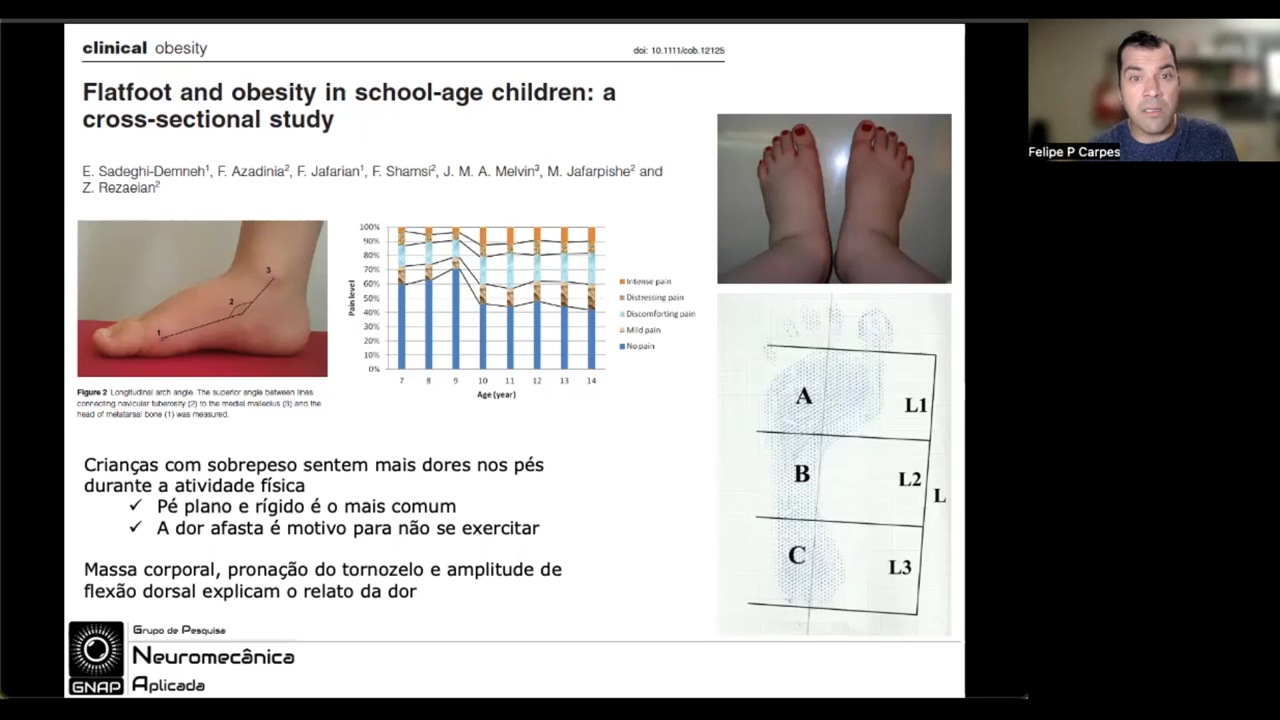 clinical obesity
doi: 10.1111/cob.12125
Flatfoot and obesity in school-age children: a
cross-sectional study
E. Sadeghi-Demneh¹, F. Azadinia², F. Jafarian¹, F. Shamsi², J. M. A. Melvin³, M. Jafarpishe² and
Z. Rezaeian²
3
2
1
Figure 2 Longitudinal arch angle. The superior angle between lines
connecting navicular tuberosity (2) to the medial malleolus (3) and the
head of metatarsal bone (1) was measured.
Pain level
100%
90%
80%
70%
60%
50%
40%
30%
20%
10%
0%
7 8 9 10 11 12 13 14
Age (year)
Intense pain
Distressing pain
Discomforting pain
Mild pain
No pain
A
L1
B
L2
L
C
L3
Crianças com sobrepeso sentem mais dores nos pés
durante a atividade física
✓ Pé plano e rígido é o mais comum
✓ A dor afasta é motivo para não se exercitar
Massa corporal, pronação do tornozelo e amplitude de
flexão dorsal explicam o relato da dor
GNAP
Grupo de Pesquisa
Neuromecânica
Aplicada
Felipe P Carpes